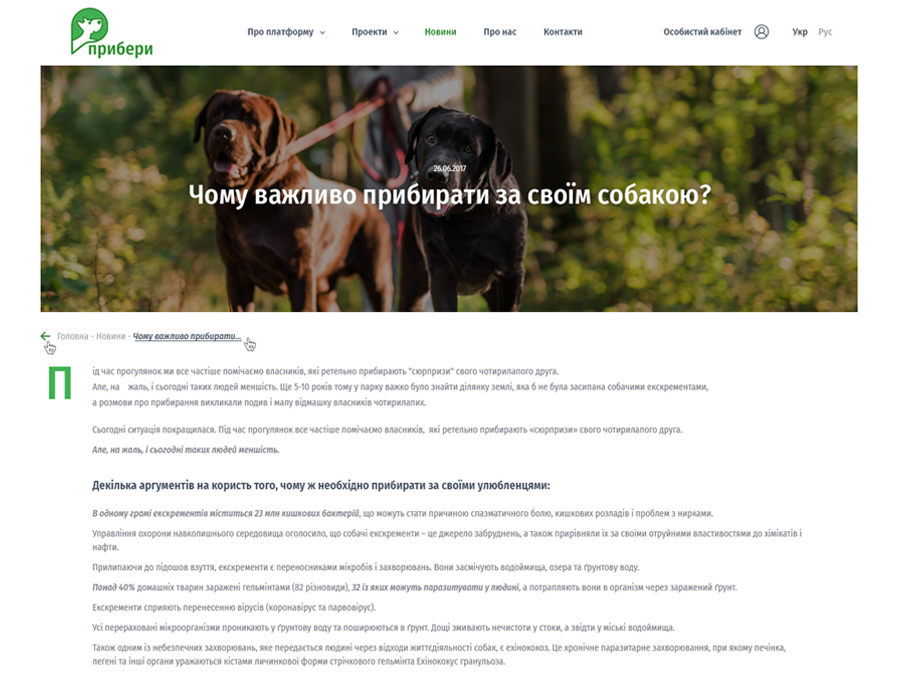 прибери
Про платформу Проекти Новини Про нас Контакти Особистий кабінет Укр Рус
26.06.2017
Чому важливо прибирати за своїм собакою?
Головна - Новини - Чому важливо прибирати...
Під час прогулянок ми все частіше помічаємо власників, які ретельно прибирають "сюрпризи" свого чотирилапого друга.
Але, на жаль, і сьогодні таких людей меншість. Ще 5-10 років тому у парку важко було знайти ділянку землі, яка б не була засипана собачими екскрементами,
а розмови про прибирання викликали подив і малу відмашку власників чотирилапих.
Сьогодні ситуація покращилася. Під час прогулянок все частіше помічаємо власників, які ретельно прибирають «сюрпризи» свого чотирилапого друга.
Але, на жаль, і сьогодні таких людей меншість.
Декілька аргументів на користь того, чому ж необхідно прибирати за своїми улюбленцями:
В одному грамі екскрементів міститься 23 млн кишкових бактерій, що можуть стати причиною спазматичного болю, кишкових розладів і проблем з нирками.
Управління охорони навколишнього середовища оголосило, що собачі екскременти – це джерело забруднень, а також прирівняли їх за своїми отруйними властивостями до хімікатів і
нафти.
Прилипаючи до підошов взуття, екскременти є переносниками мікробів і захворювань. Вони засмічують водоймища, озера та ґрунтову воду.
Понад 40% домашніх тварин заражені гельмінтами (82 різновиди), 32 із яких можуть паразитувати у людині, а потрапляють вони в організм через заражений ґрунт.
Екскременти сприяють перенесенню вірусів (коронавірус та парвовірус).
Усі перераховані мікроорганізми проникають у ґрунтову воду та поширюються в ґрунт. Дощі змивають нечистоти у стоки, а звідти у міські водоймища.
Також одним із небезпечних захворювань, яке передається людині через відходи життєдіяльності собак, є ехінококоз. Це хронічне паразитарне захворювання, при якому печінка,
легені та інші органи уражаються кістами личинкової форми стрічкового гельмінта Ехінококус гранульоза.